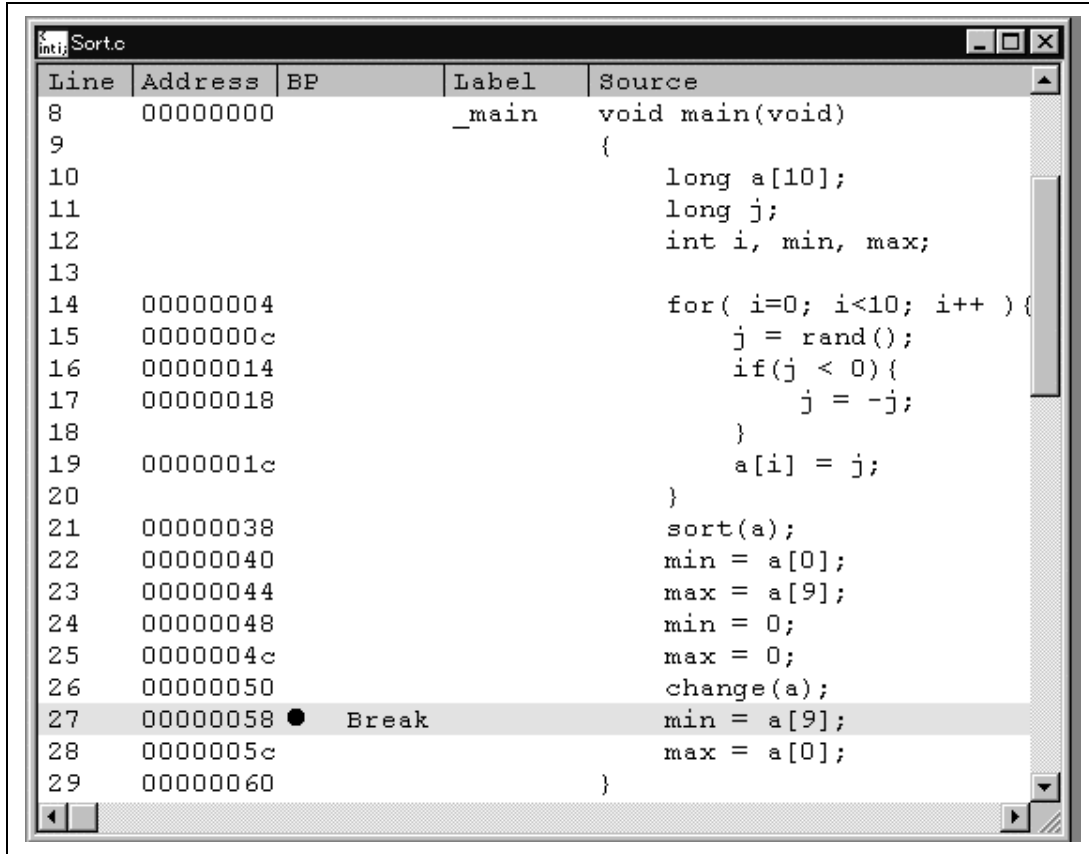 inti; Sort.c
Line Address BP Label Source
8 00000000 _main void main(void)
9 {
10 long a[10];
11 long j;
12 int i, min, max;
13
14 00000004 for( i=0; i<10; i++ ){
15 0000000c j = rand();
16 00000014 if(j < 0){
17 00000018 j = -j;
18 }
19 0000001c a[i] = j;
20 }
21 00000038 sort(a);
22 00000040 min = a[0];
23 00000044 max = a[9];
24 00000048 min = 0;
25 0000004c max = 0;
26 00000050 change(a);
27 00000058 ● Break min = a[9];
28 0000005c max = a[0];
29 00000060 }